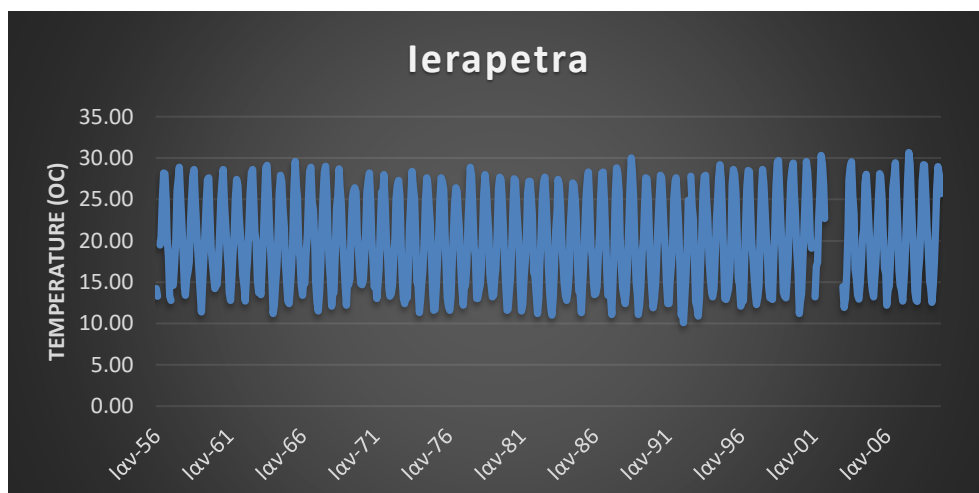 Ierapetra
TEMPERATURE (OC)
35.00
30.00
25.00
20.00
15.00
10.00
5.00
0.00
Ιαν-56
Ιαν-61
Ιαν-66
Ιαν-71
Ιαν-76
Ιαν-81
Ιαν-86
Ιαν-91
Ιαν-96
Ιαν-01
Ιαν-06